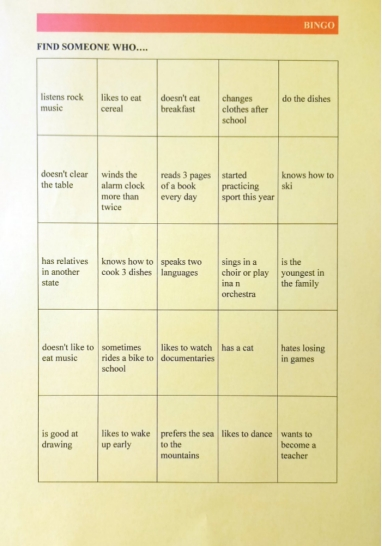 BINGO
FIND SOMEONE WHO....
listens rock
music
likes to eat
cereal
doesn't eat
breakfast
changes
clothes after
school
do the dishes
doesn't clear
the table
winds the
alarm clock
more than
twice
reads 3 pages
of a book
every day
started
practicing
sport this year
knows how to
ski
has relatives
in another
state
knows how to
cook 3 dishes
speaks two
languages
sings in a
choir or play
ina n
orchestra
is the
youngest in
the family
doesn't like to
eat music
sometimes
rides a bike to
school
likes to watch
documentaries
has a cat
hates losing
in games
is good at
drawing
likes to wake
up early
prefers the sea
to the
mountains
likes to dance
wants to
become a
teacher